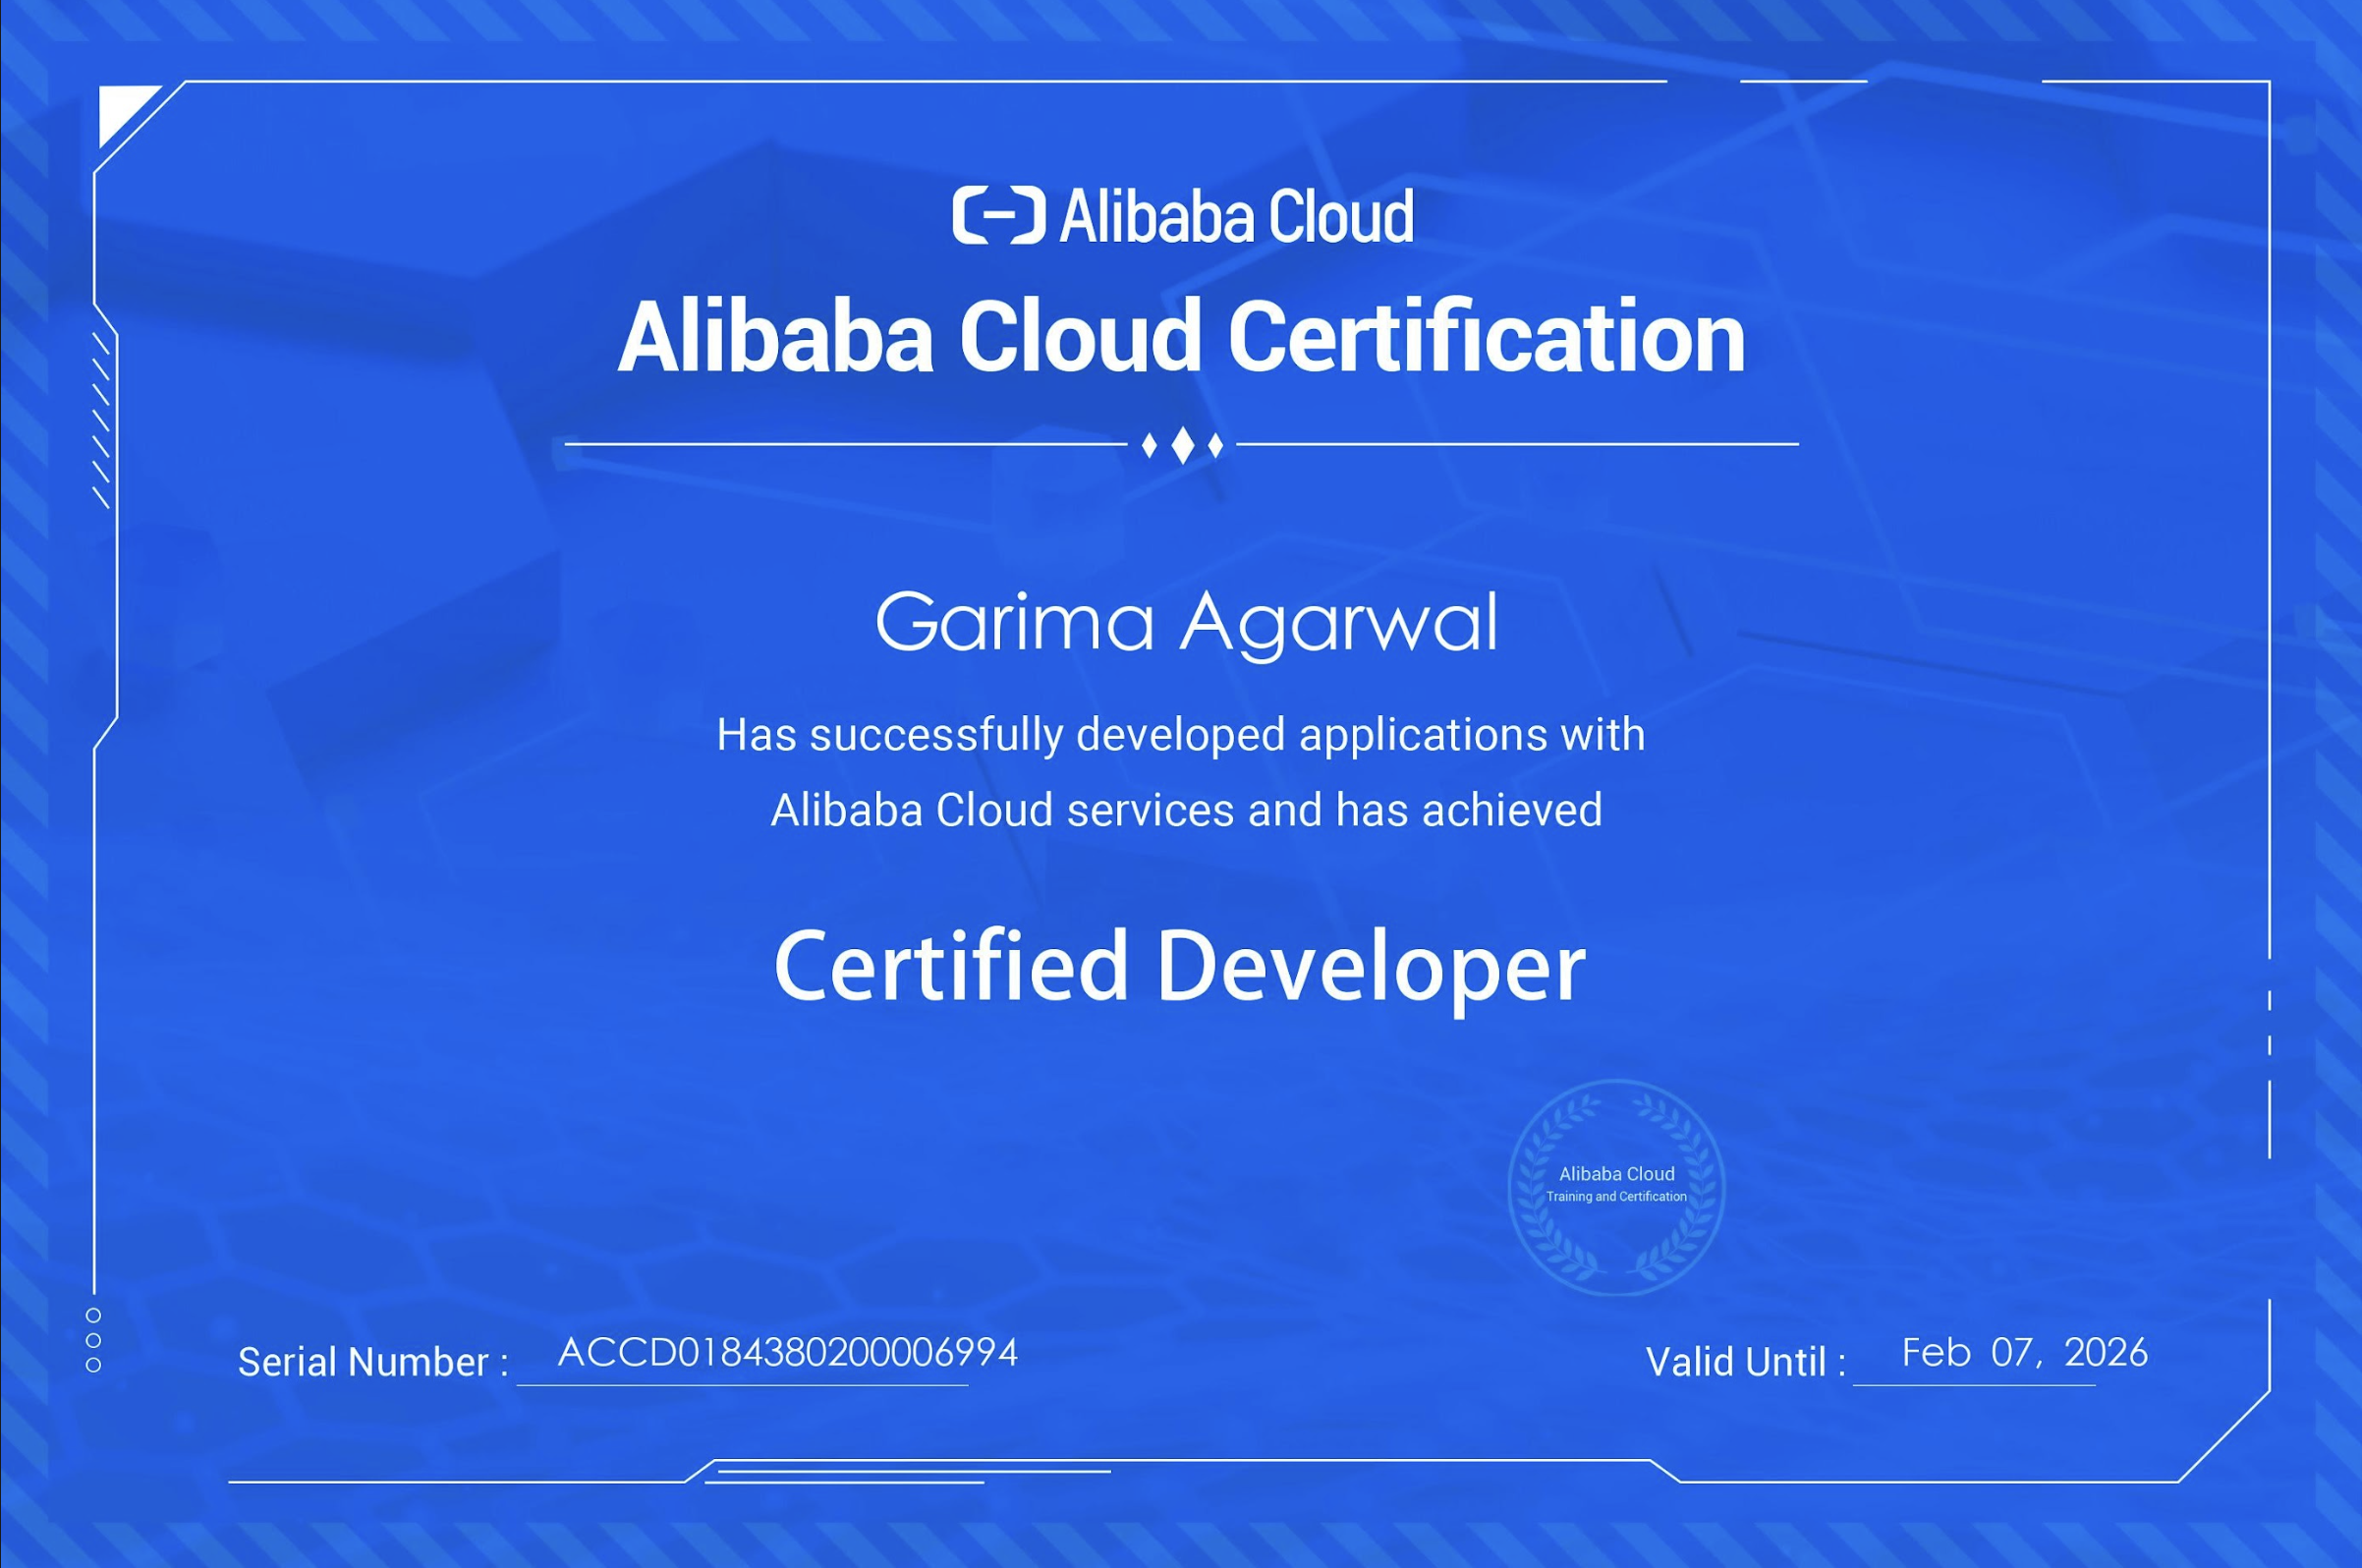 Alibaba Cloud
Alibaba Cloud Certification
Garima Agarwal
Has successfully developed applications with
Alibaba Cloud services and has achieved
Certified Developer
Alibaba Cloud
Training and Certification
Serial Number : ACCD0184380200006994
Valid Until : Feb 07, 2026